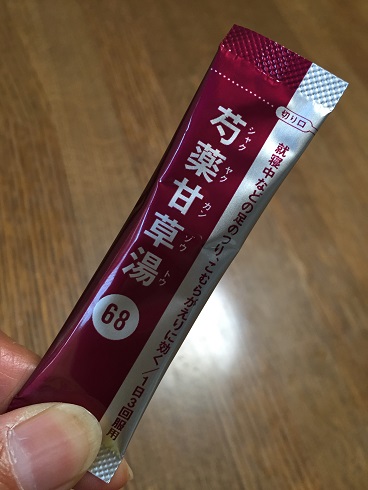 芍薬甘草湯
シャクヤクカンゾウトウ
68
切り口
就寝中などの足のつり、こむらがえりに効く／1日3回服用